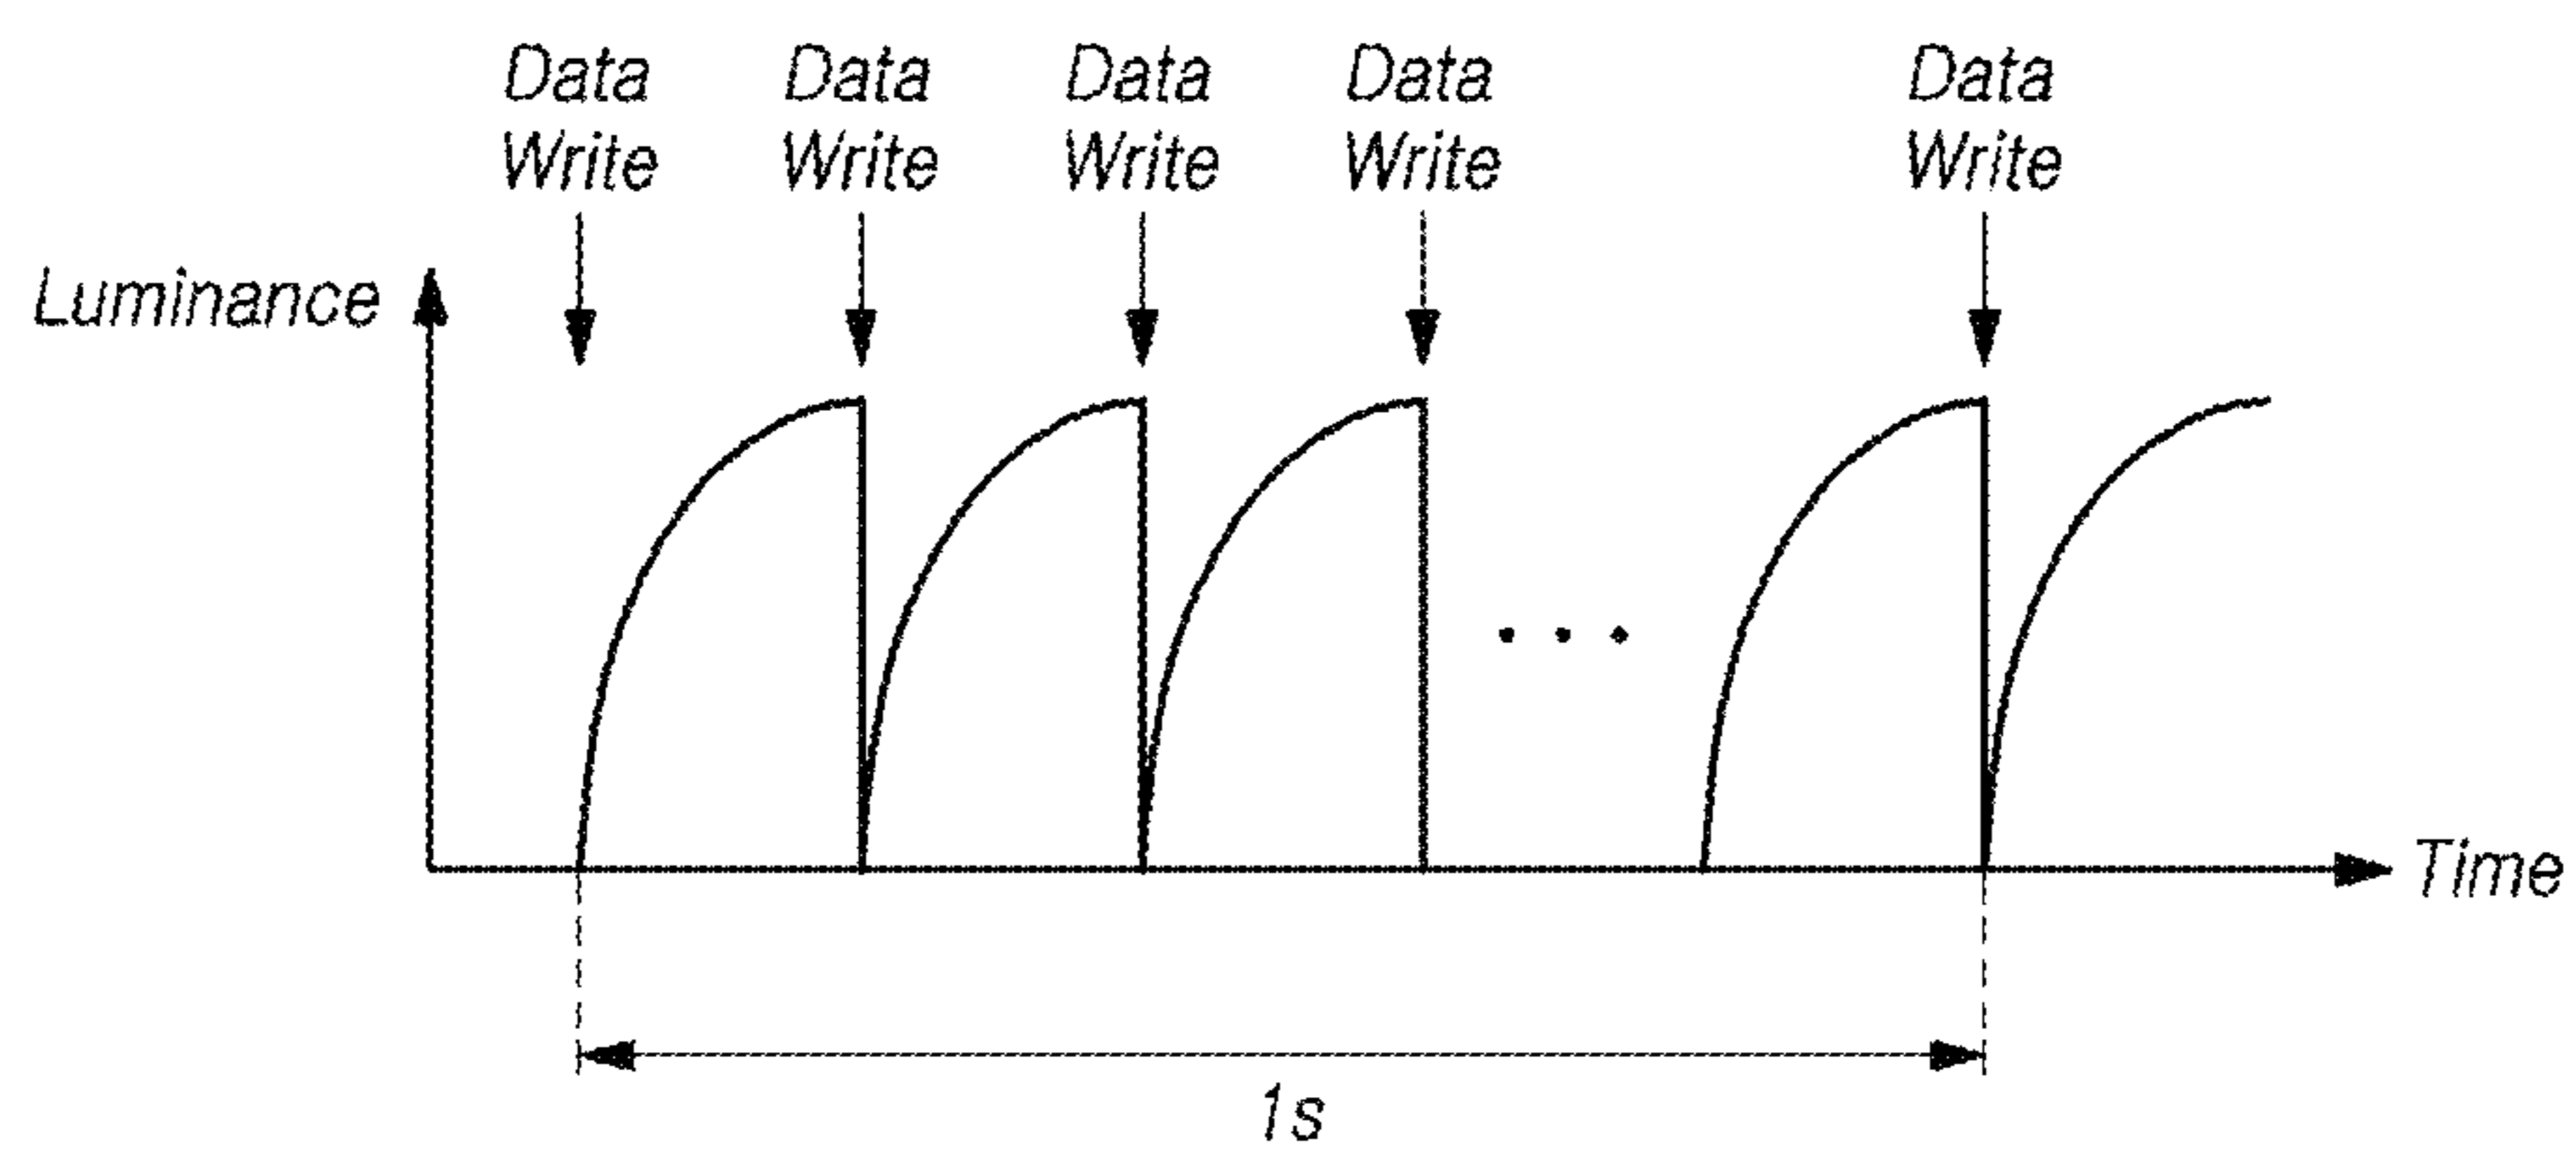 Data Data Data Data Data
Write Write Write Write Write
Luminance
Time
1s